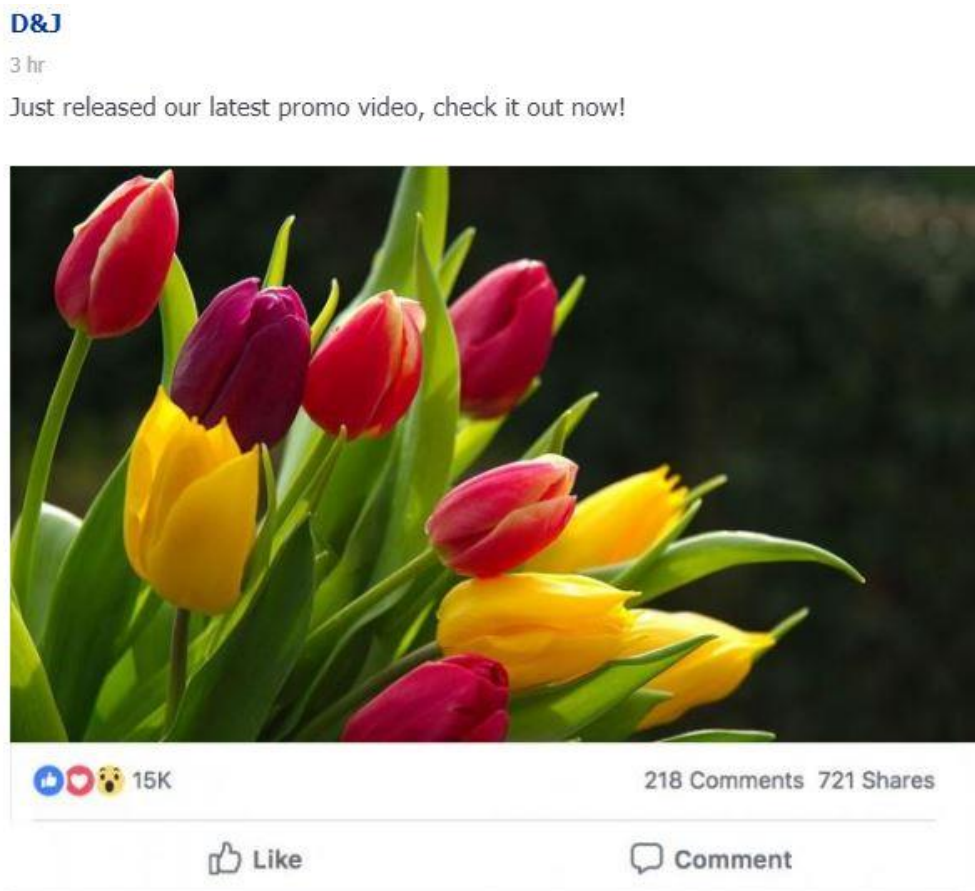 D&J
3 hr
Just released our latest promo video, check it out now!
15K 218 Comments 721 Shares
Like Comment